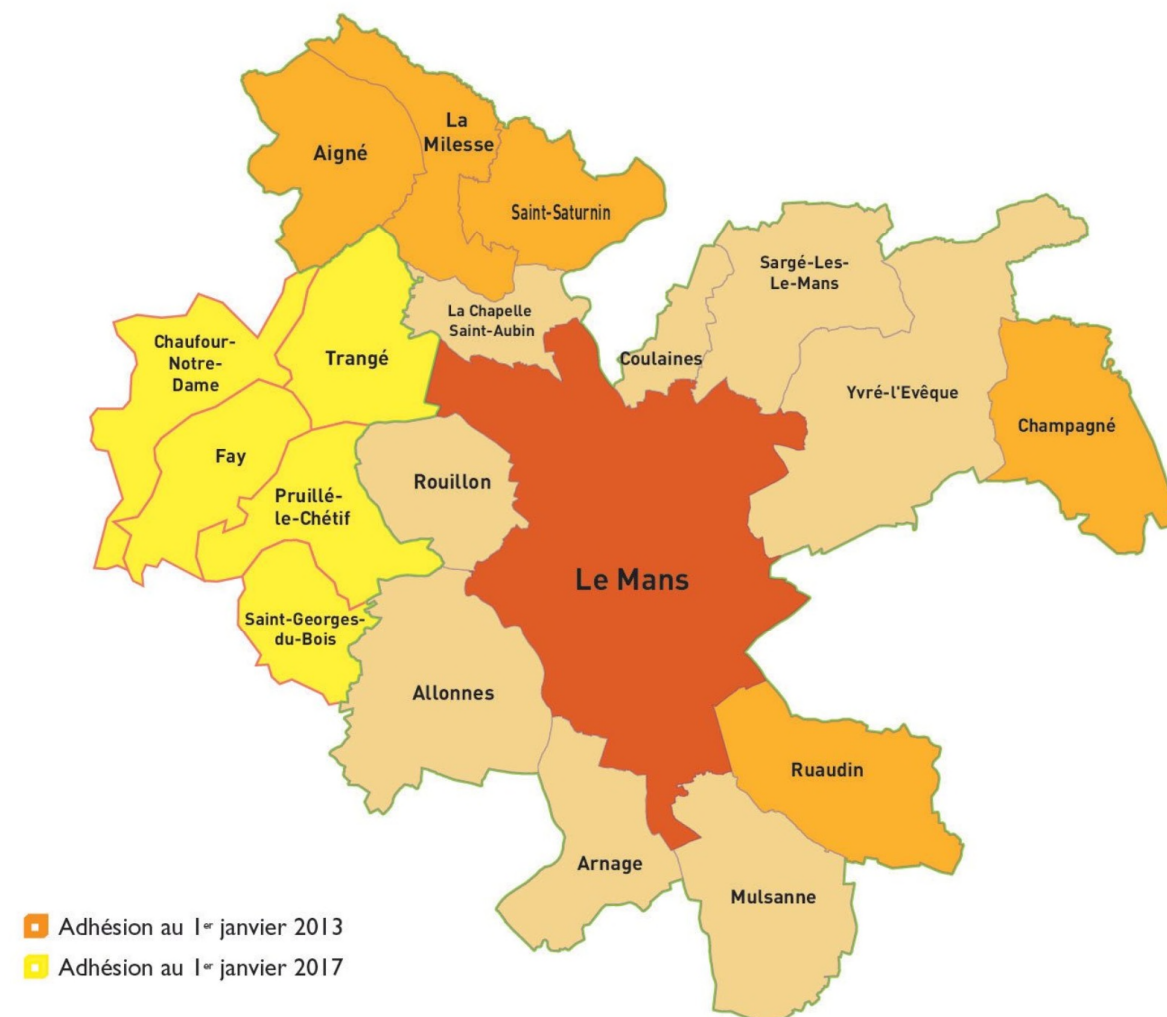 La
Milesse
Aigné
Saint-Saturnin
Sargé-Les-
Le-Mans
La Chapelle
Saint-Aubin
Chaufour-
Notre-
Dame
Trangé
Coulaines
Yvré-l'Evêque
Champagné
Fay
Rouillon
Pruillé-
le-Chétif
Le Mans
Saint-Georges-
du-Bois
Allonnes
Ruaudin
Arnage
Mulsanne
Adhésion au 1er janvier 2013
Adhésion au 1er janvier 2017